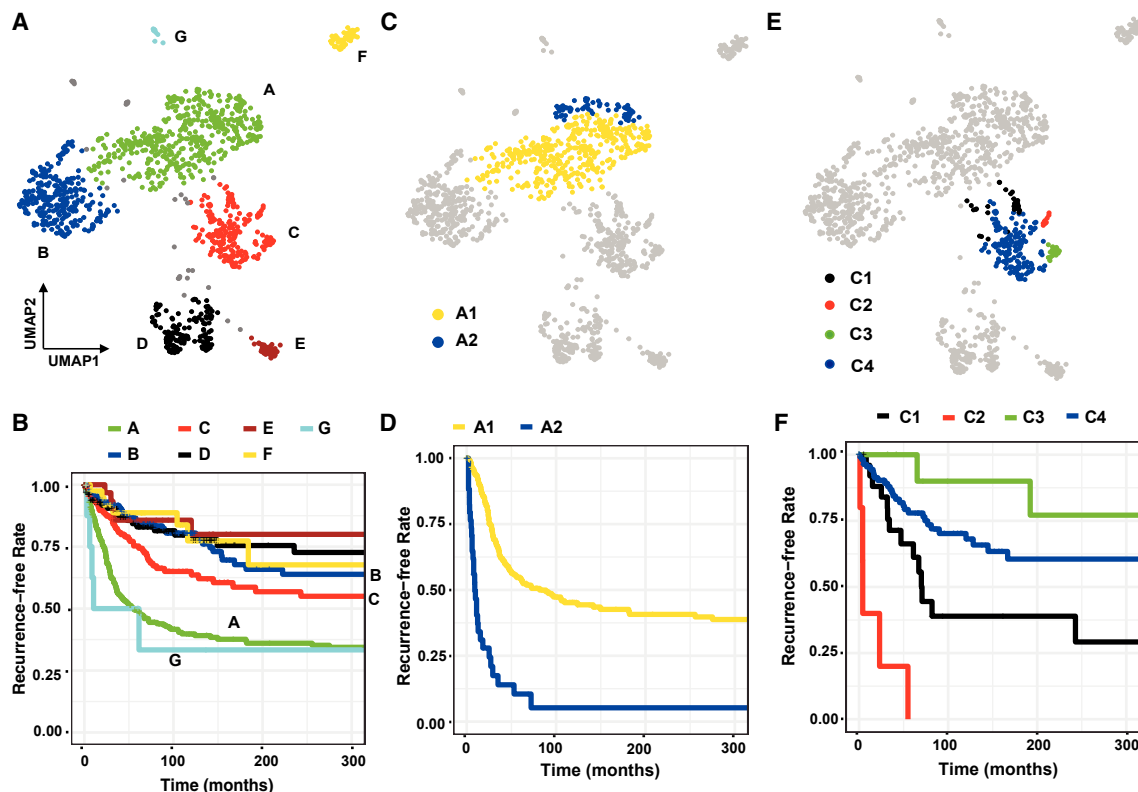 A
G
F
A
B
C
D
E
UMAP2
UMAP1
C
A1
A2
E
C1
C2
C3
C4
B
A C E G
B D F
Recurrence-free Rate
1.00
0.75
0.50
0.25
0.00
B
C
A
G
0 100 200 300
Time (months)
D
A1 A2
Recurrence-free Rate
1.00
0.75
0.50
0.25
0.00
0 100 200 300
Time (months)
F
C1 C2 C3 C4
Recurrence-free Rate
1.00
0.75
0.50
0.25
0.00
0 100 200 300
Time (months)